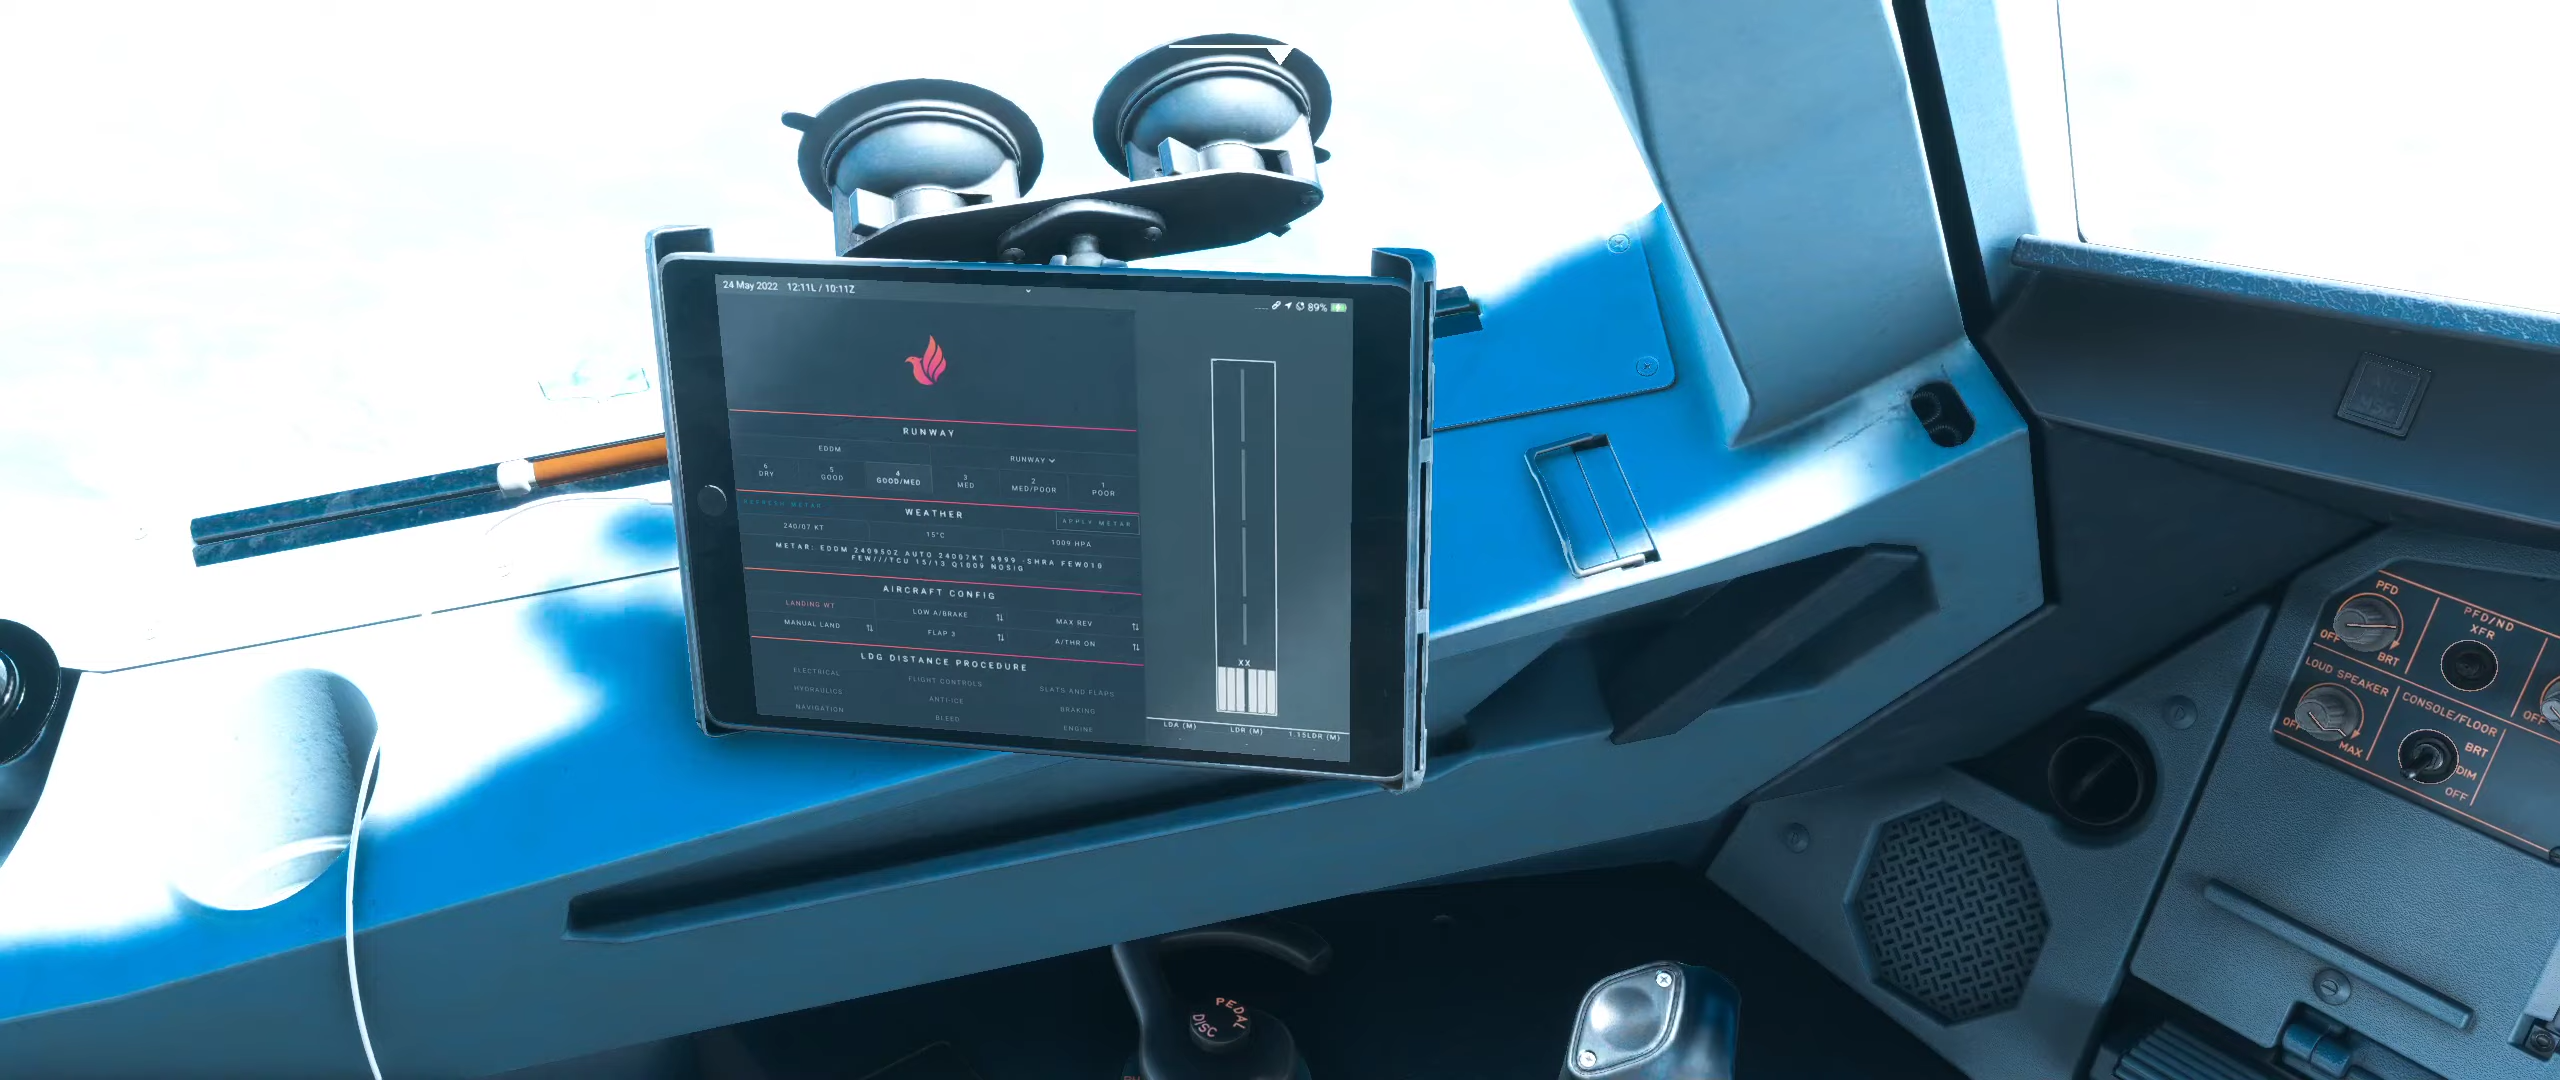 24 May 2022 12:11L / 10:11Z
89%
RUNWAY
EDDM RUNWAY
6 5 4 3 2 1
DRY GOOD GOOD/MED MED MED/POOR POOR
REFRESH METAR WEATHER APPLY METAR
240/07 KT 15°C 1009 HPA
METAR: EDDM 240950Z AUTO 24007KT 9999 -SHRA FEW018
FEW///TCU 15/13 Q1009 NOSIG
AIRCRAFT CONFIG
LANDING WT LOW A/BRAKE MAX REV
MANUAL LAND FLAP 3 A/THR ON
LDG DISTANCE PROCEDURE
ELECTRICAL FLIGHT CONTROLS SLATS AND FLAPS
HYDRAULICS ANTI-ICE BRAKING
NAVIGATION BLEED ENGINE
XX
LDA (M) LDR (M) 1.15LDR (M)
ATC
MSG
PFD
OFF
BRT
PFD/ND
XFR
OFF
LOUD SPEAKER
OFF
MAX
CONSOLE/FLOOR
BRT
DIM
OFF
PEDAL
DISC